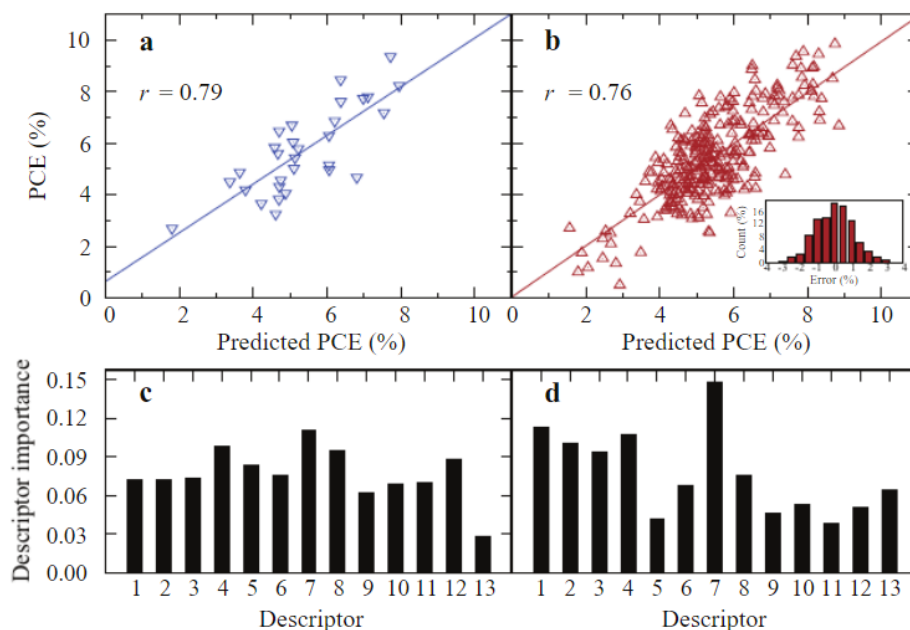 a
r = 0.79
PCE (%)
10
8
6
4
2
0
0 2 4 6 8 10
Predicted PCE (%)
b
r = 0.76
0 2 4 6 8 10
Predicted PCE (%)
Count (%)
16
12
8
4
0
-4 -3 -2 -1 0 1 2 3 4
Error (%)
c
Descriptor importance
0.15
0.12
0.09
0.06
0.03
0.00
1 2 3 4 5 6 7 8 9 10 11 12 13
Descriptor
d
1 2 3 4 5 6 7 8 9 10 11 12 13
Descriptor